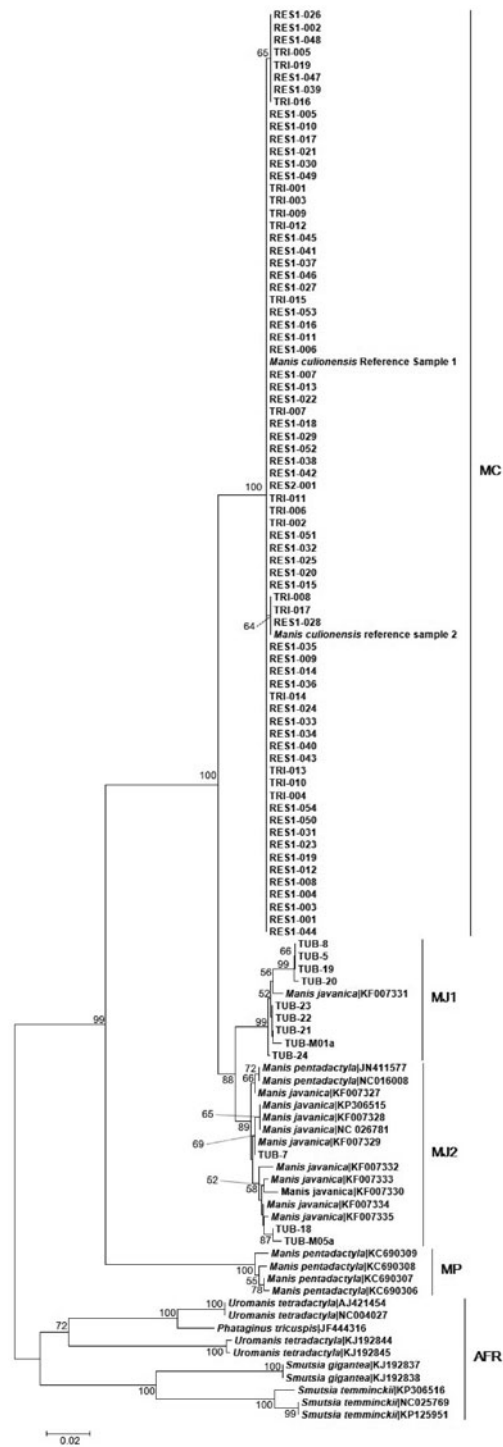 RES1-026
RES1-002
RES1-048
65
TRI-005
TRI-019
RES1-047
RES1-039
TRI-016
RES1-005
RES1-010
RES1-017
RES1-021
RES1-030
RES1-049
TRI-001
TRI-003
TRI-009
TRI-012
RES1-045
RES1-041
RES1-037
RES1-046
RES1-027
TRI-015
RES1-053
RES1-016
RES1-011
RES1-006
Manis culionensis Reference Sample 1
MC
RES1-007
RES1-013
RES1-022
TRI-007
RES1-018
RES1-029
RES1-052
RES1-038
RES1-042
RES2-001
100
TRI-011
TRI-006
TRI-002
RES1-051
RES1-032
RES1-025
RES1-020
RES1-015
TRI-008
TRI-017
RES1-028
64
Manis culionensis reference sample 2
RES1-035
RES1-009
RES1-014
RES1-036
TRI-014
RES1-024
RES1-033
RES1-034
RES1-040
RES1-043
TRI-013
100
TRI-010
TRI-004
RES1-054
RES1-050
RES1-031
RES1-023
RES1-019
RES1-012
RES1-008
RES1-004
RES1-003
RES1-001
RES1-044
TUB-8
66
TUB-5
99
TUB-19
56
TUB-20
52
Manis javanica|KF007331
MJ1
TUB-23
TUB-22
99
TUB-21
99
TUB-M01a
TUB-24
88
72
Manis pentadactyla|JN411577
66
Manis pentadactyla|NC016008
Manis javanica|KF007327
Manis javanica|KP306515
65
Manis javanica|KF007328
89
Manis javanica|NC 026781
69
Manis javanica|KF007329
TUB-7
MJ2
Manis javanica|KF007332
52
Manis javanica|KF007333
58
Manis javanica|KF007330
Manis javanica|KF007334
Manis javanica|KF007335
TUB-18
87
TUB-M05a
Manis pentadactyla|KC690309
100
Manis pentadactyla|KC690308
MP
55
Manis pentadactyla|KC690307
78
Manis pentadactyla|KC690306
100
Uromanis tetradactyla|AJ421454
100
Uromanis tetradactyla|NC004027
72
Phataginus tricuspis|JF444316
Uromanis tetradactyla|KJ192844
100
Uromanis tetradactyla|KJ192845
AFR
100
Smutsia gigantea|KJ192837
100
Smutsia gigantea|KJ192838
Smutsia temminckii|KP306516
100
Smutsia temminckii|NC025769
99
Smutsia temminckii|KP125951
0.02